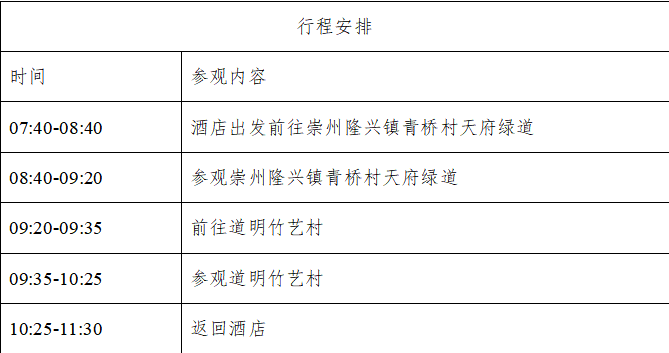 行程安排
时间 参观内容
07:40-08:40 酒店出发前往崇州隆兴镇青桥村天府绿道
08:40-09:20 参观崇州隆兴镇青桥村天府绿道
09:20-09:35 前往道明竹艺村
09:35-10:25 参观道明竹艺村
10:25-11:30 返回酒店